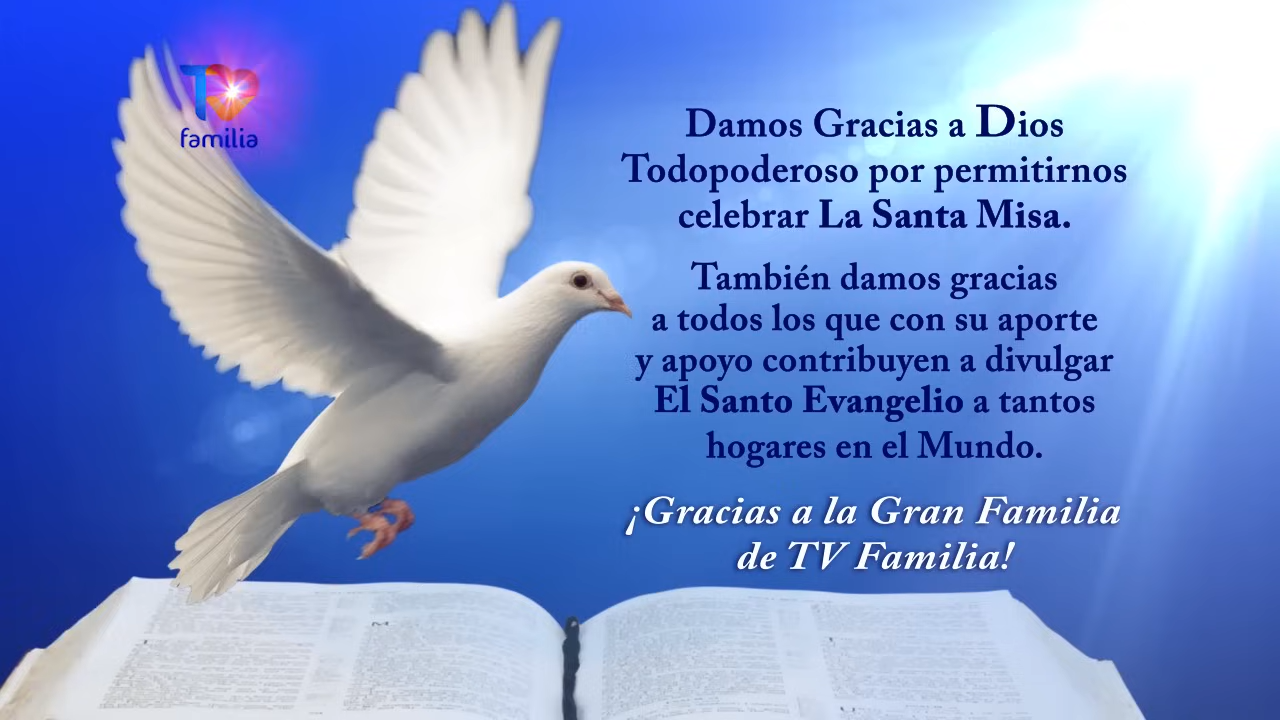 TV
familia
Damos Gracias a Dios
Todopoderoso por permitirnos
celebrar La Santa Misa.
También damos gracias
a todos los que con su aporte
y apoyo contribuyen a divulgar
El Santo Evangelio a tantos
hogares en el Mundo.
¡Gracias a la Gran Familia
de TV Familia!